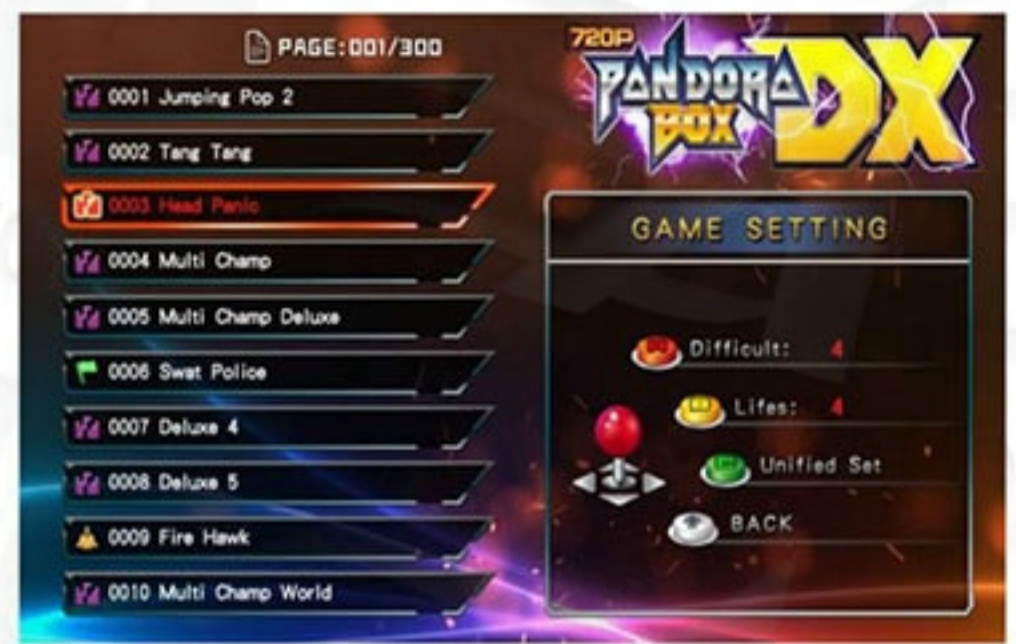 PAGE:001/300
0001 Jumping Pop 2
0002 Tang Tang
0003 Head Panic
0004 Multi Champ
0005 Multi Champ Deluxe
0006 Swat Police
0007 Deluxe 4
0008 Deluxe 5
0009 Fire Hawk
0010 Multi Champ World
720P
PANDORA
BOX
DX
GAME SETTING
Difficult: 4
Lifes: 4
Unified Set
BACK